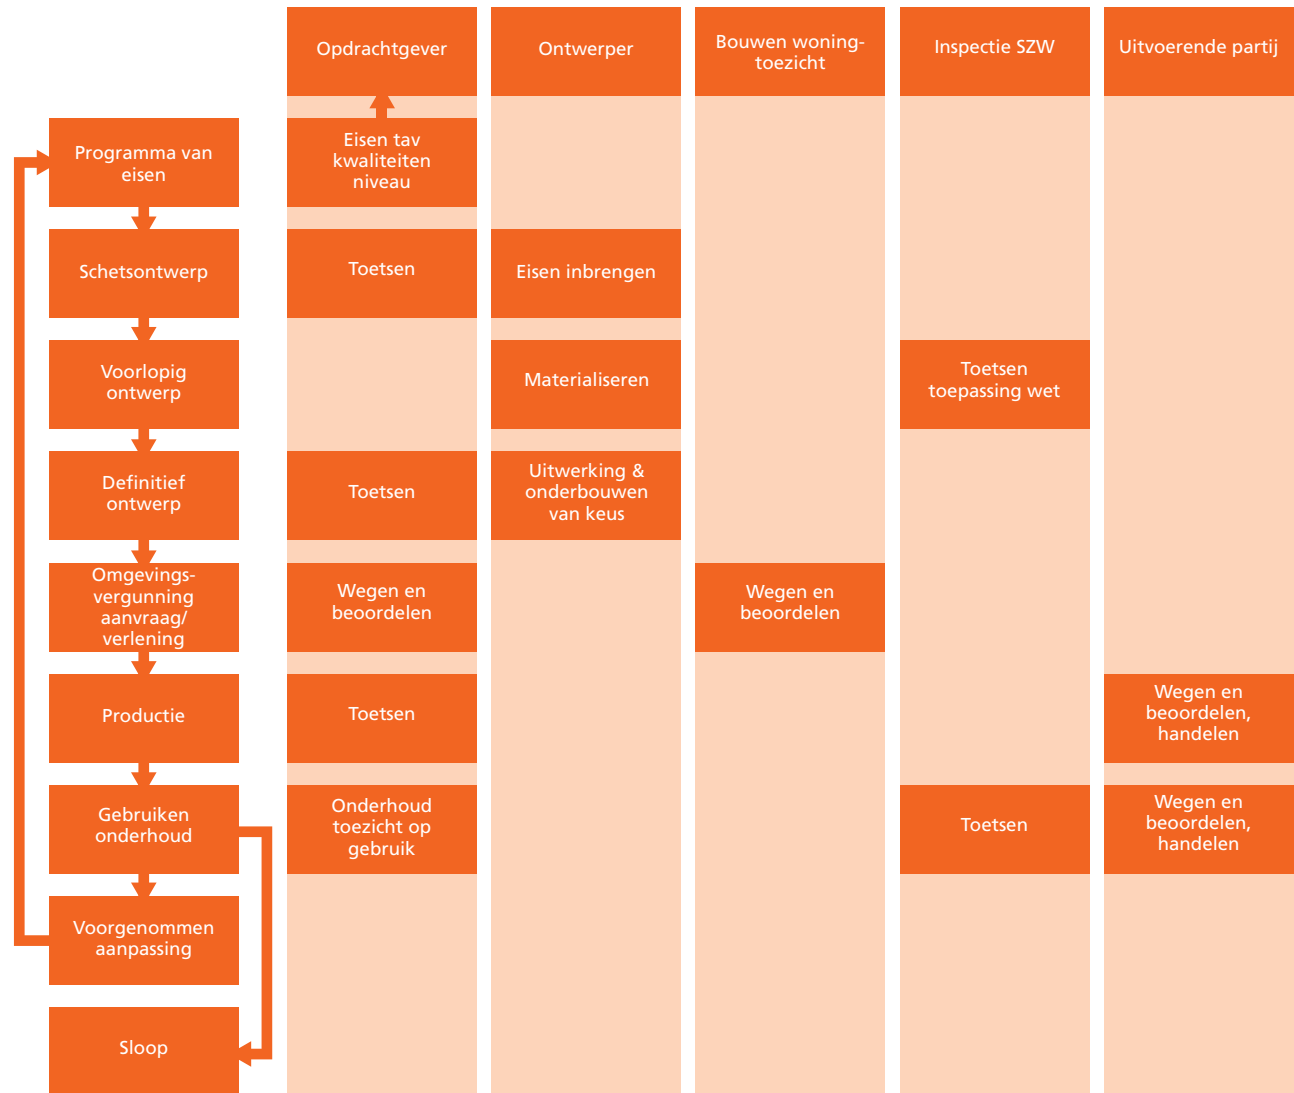 Opdrachtgever
Ontwerper
Bouwen woning-
toezicht
Inspectie SZW
Uitvoerende partij
Programma van
eisen
Eisen tav
kwaliteiten
niveau
Schetsontwerp
Toetsen
Eisen inbrengen
Voorlopig
ontwerp
Materialiseren
Toetsen
toepassing wet
Definitief
ontwerp
Toetsen
Uitwerking &
onderbouwen
van keus
Omgevings-
vergunning
aanvraag/
verlening
Wegen en
beoordelen
Wegen en
beoordelen
Productie
Toetsen
Wegen en
beoordelen,
handelen
Gebruiken
onderhoud
Onderhoud
toezicht op
gebruik
Toetsen
Wegen en
beoordelen,
handelen
Voorgenommen
aanpassing
Sloop